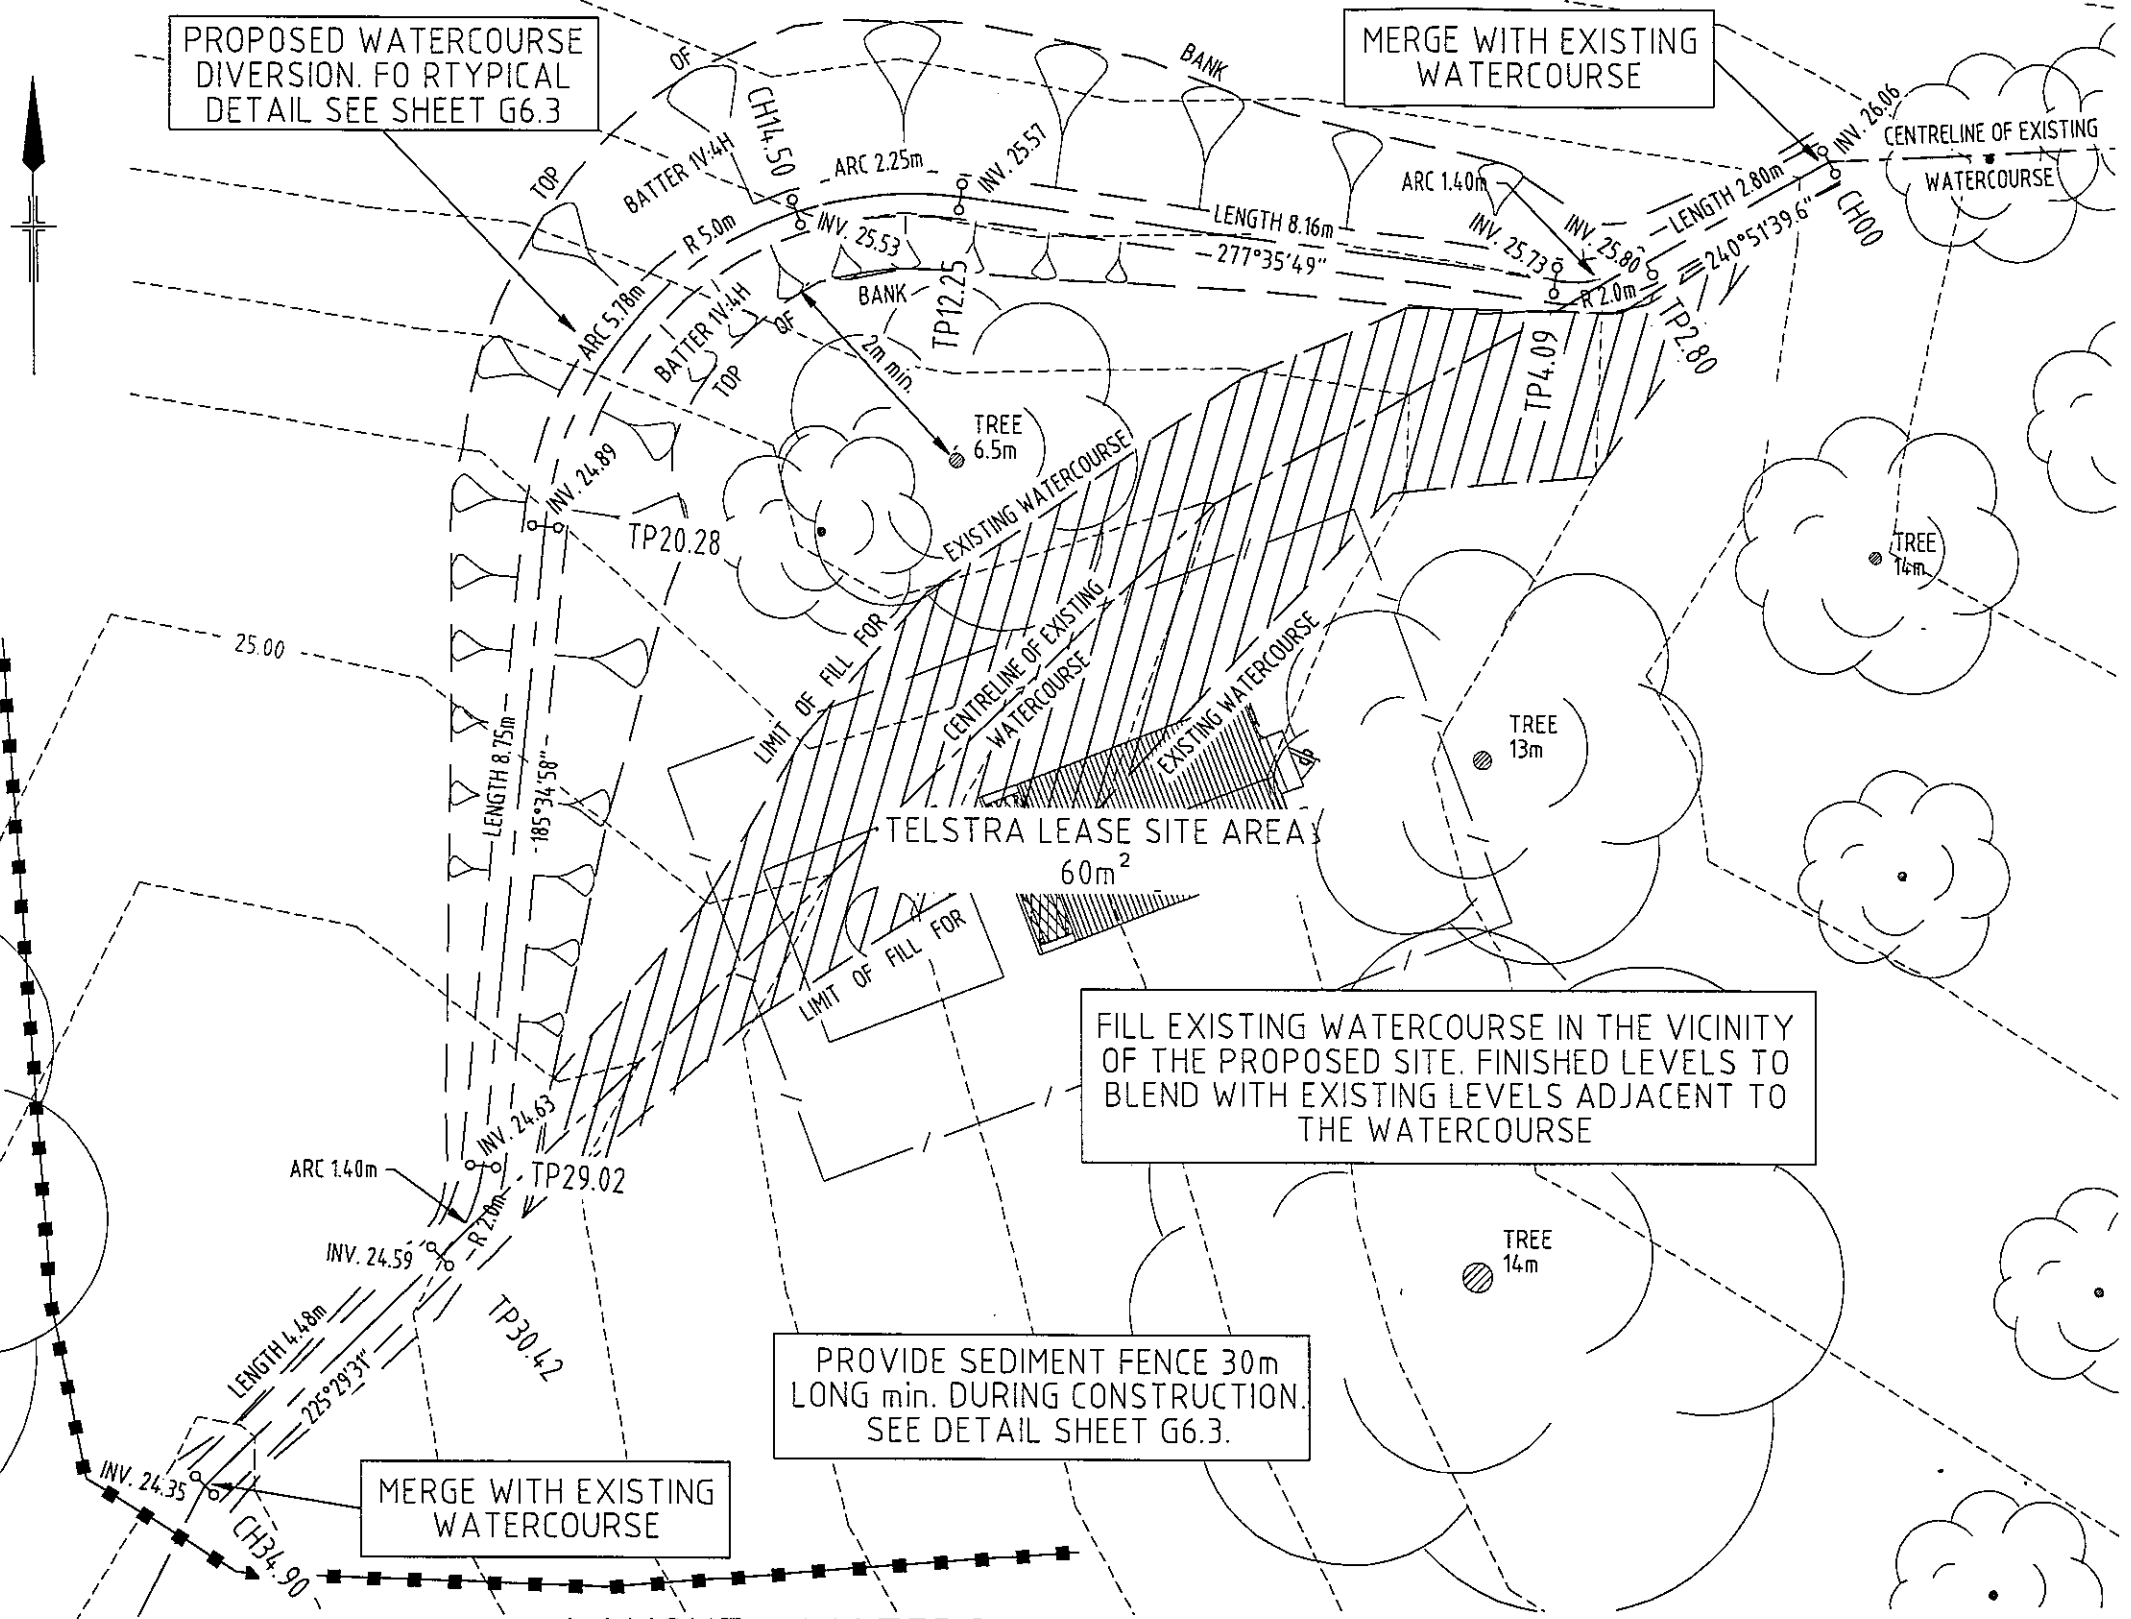 PROPOSED WATERCOURSE
DIVERSION. FO RTYPICAL
DETAIL SEE SHEET G6.3
MERGE WITH EXISTING
WATERCOURSE
OF
BANK
TOP
BATTER 1V:4H
CH14.50
ARC 2.25m
INV. 25.57
ARC 1.40m
LENGTH 2.80m
INV. 26.06
CENTRELINE OF EXISTING
WATERCOURSE
CH00
240°51'39.6"
R 5.0m
INV. 25.53
LENGTH 8.16m
277°35'49"
INV. 25.73
INV. 25.80
R 2.0m
TP2.80
TP4.09
TP12.25
BANK
OF
TOP
BATTER 1V:4H
ARC 5.78m
2m min.
TREE
6.5m
INV. 24.89
TP20.28
EXISTING WATERCOURSE
TREE
14m
25.00
LIMIT OF FILL FOR
CENTRELINE OF EXISTING
WATERCOURSE
EXISTING WATERCOURSE
TREE
13m
LENGTH 8.75m
185°34'58"
TELSTRA LEASE SITE AREA
60m²
LIMIT OF FILL FOR
FILL EXISTING WATERCOURSE IN THE VICINITY
OF THE PROPOSED SITE. FINISHED LEVELS TO
BLEND WITH EXISTING LEVELS ADJACENT TO
THE WATERCOURSE
INV. 24.63
ARC 1.40m
TP29.02
R 2.0m
INV. 24.59
TREE
14m
TP30.42
LENGTH 4.48m
225°29'31"
PROVIDE SEDIMENT FENCE 30m
LONG min. DURING CONSTRUCTION.
SEE DETAIL SHEET G6.3.
INV. 24.35
MERGE WITH EXISTING
WATERCOURSE
CH34.90